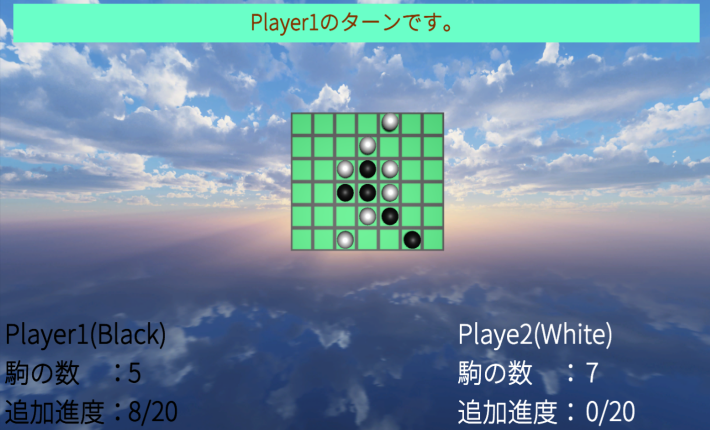 Player1のターンです。
Player1(Black)
駒の数　：5
追加進度：8/20
Playe2(White)
駒の数　： 7
追加進度： 0/20